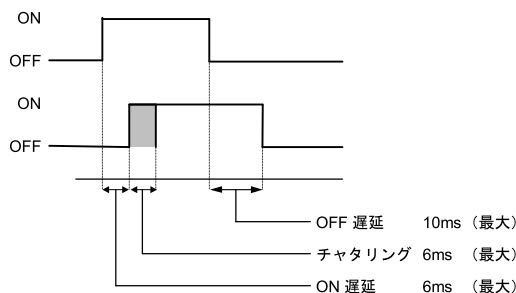 ON
OFF
ON
OFF
OFF 遅延 10ms （最大）
チャタリング 6ms （最大）
ON 遅延 6ms （最大）